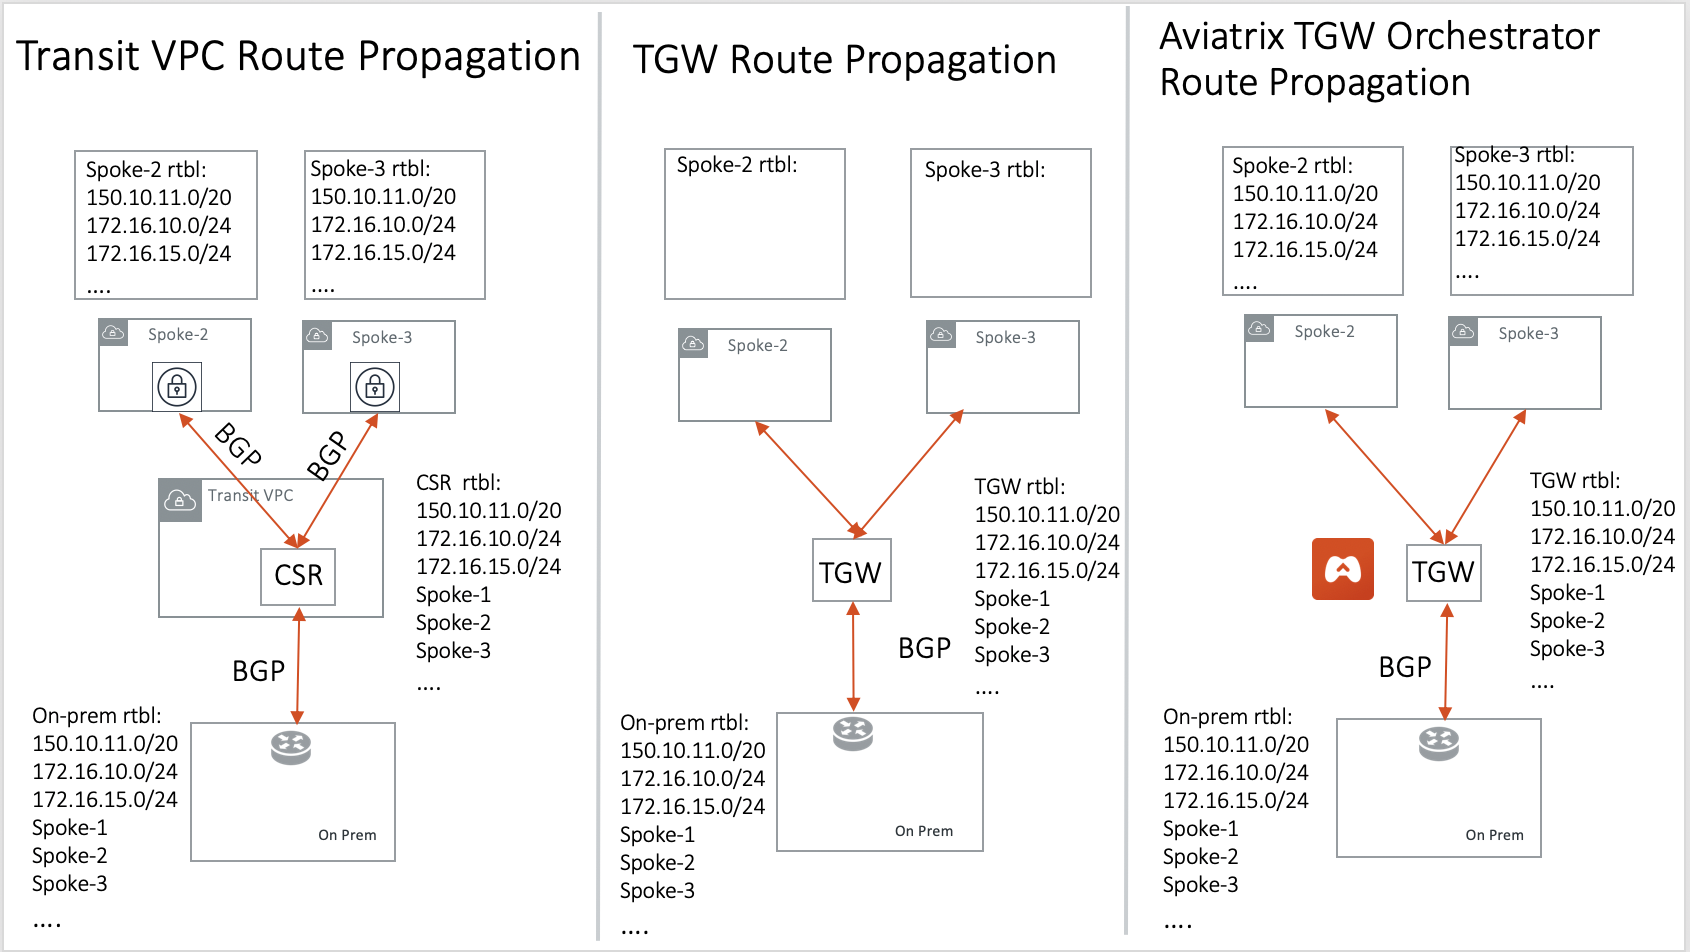 Transit VPC Route Propagation
Spoke-2 rtbl:
150.10.11.0/20
172.16.10.0/24
172.16.15.0/24
....
Spoke-3 rtbl:
150.10.11.0/20
172.16.10.0/24
172.16.15.0/24
....
Spoke-2
Spoke-3
BGP
BGP
Transit VPC
CSR
CSR  rtbl:
150.10.11.0/20
172.16.10.0/24
172.16.15.0/24
Spoke-1
Spoke-2
Spoke-3
....
BGP
On-prem rtbl:
150.10.11.0/20
172.16.10.0/24
172.16.15.0/24
Spoke-1
Spoke-2
Spoke-3
....
On Prem
TGW Route Propagation
Spoke-2 rtbl:
Spoke-3 rtbl:
Spoke-2
Spoke-3
TGW
TGW rtbl:
150.10.11.0/20
172.16.10.0/24
172.16.15.0/24
Spoke-1
Spoke-2
Spoke-3
....
BGP
On-prem rtbl:
150.10.11.0/20
172.16.10.0/24
172.16.15.0/24
Spoke-1
Spoke-2
Spoke-3
....
On Prem
Aviatrix TGW Orchestrator
Route Propagation
Spoke-2 rtbl:
150.10.11.0/20
172.16.10.0/24
172.16.15.0/24
....
Spoke-3 rtbl:
150.10.11.0/20
172.16.10.0/24
172.16.15.0/24
....
Spoke-2
Spoke-3
TGW
TGW rtbl:
150.10.11.0/20
172.16.10.0/24
172.16.15.0/24
Spoke-1
Spoke-2
Spoke-3
....
BGP
On-prem rtbl:
150.10.11.0/20
172.16.10.0/24
172.16.15.0/24
Spoke-1
Spoke-2
Spoke-3
....
On Prem